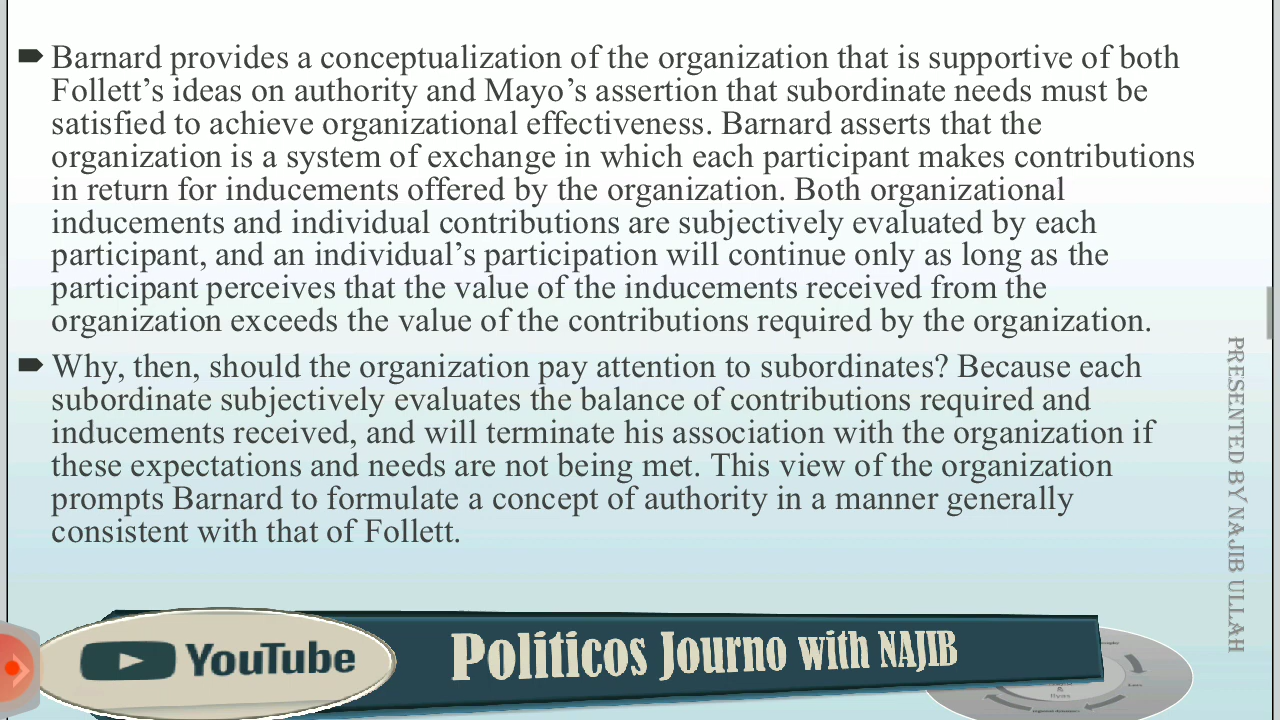 Barnard provides a conceptualization of the organization that is supportive of both
Follett's ideas on authority and Mayo's assertion that subordinate needs must be
satisfied to achieve organizational effectiveness. Barnard asserts that the
organization is a system of exchange in which each participant makes contributions
in return for inducements offered by the organization. Both organizational
inducements and individual contributions are subjectively evaluated by each
participant, and an individual's participation will continue only as long as the
participant perceives that the value of the inducements received from the
organization exceeds the value of the contributions required by the organization.
Why, then, should the organization pay attention to subordinates? Because each
subordinate subjectively evaluates the balance of contributions required and
inducements received, and will terminate his association with the organization if
these expectations and needs are not being met. This view of the organization
prompts Barnard to formulate a concept of authority in a manner generally
consistent with that of Follett.
PRESENTED BY NAJIB ULLAH
YouTube
Politicos Journo with NAJIB